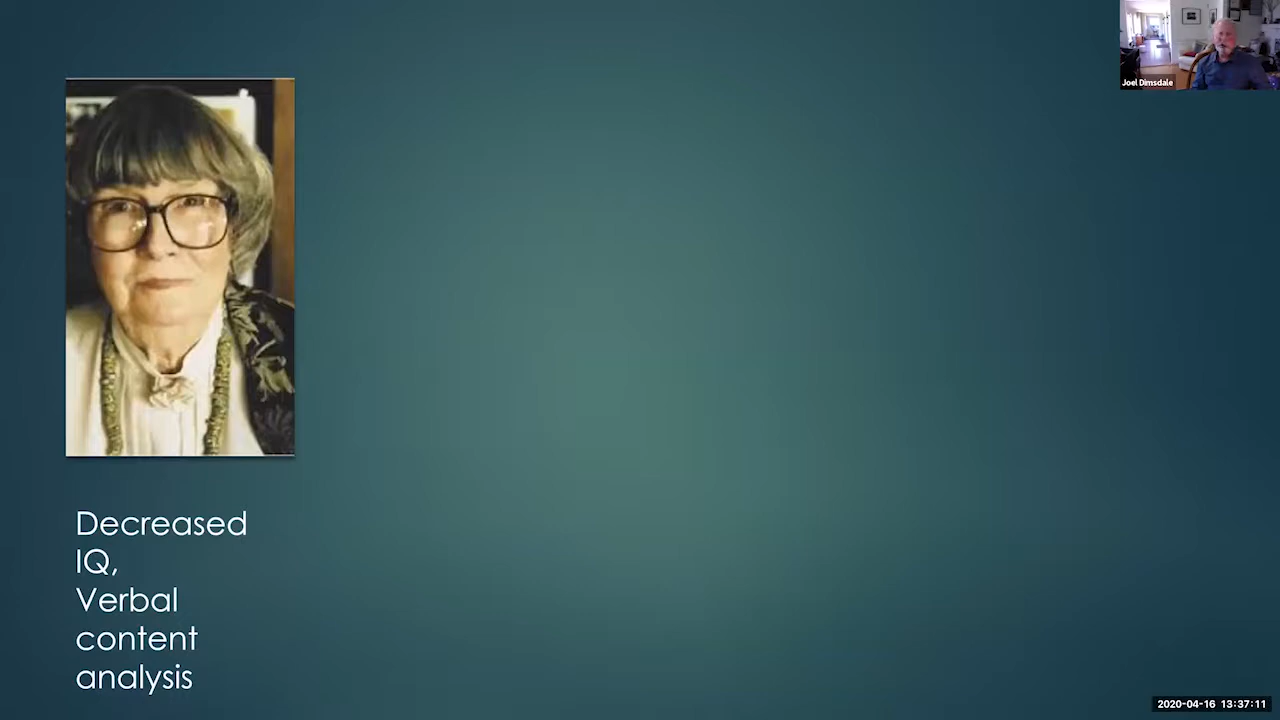 Joel Dimsdale
Decreased
IQ,
Verbal
content
analysis
2020-04-16 13:37:11